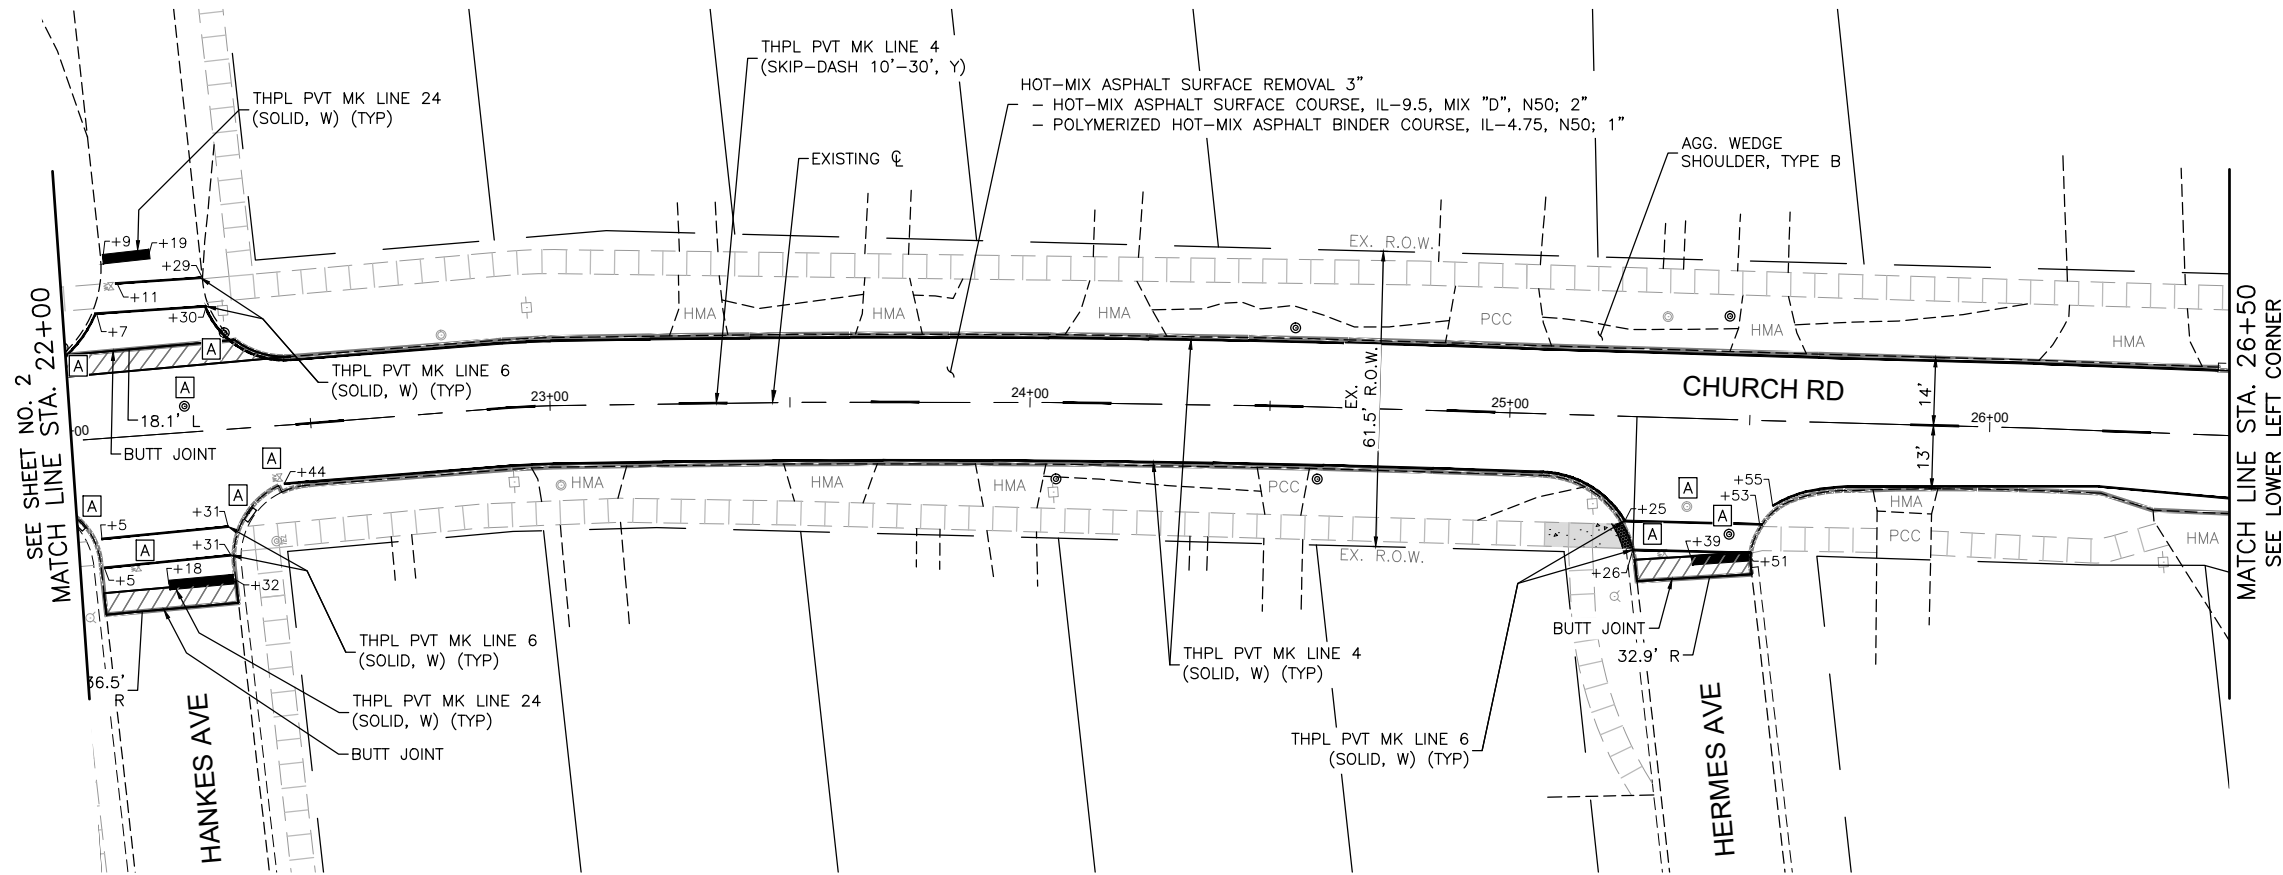 THPL PVT MK LINE 4
(SKIP-DASH 10'-30', Y)
HOT-MIX ASPHALT SURFACE REMOVAL 3"
- HOT-MIX ASPHALT SURFACE COURSE, IL-9.5, MIX "D", N50; 2"
- POLYMERIZED HOT-MIX ASPHALT BINDER COURSE, IL-4.75, N50; 1"
THPL PVT MK LINE 24
(SOLID, W) (TYP)
EXISTING ℄
AGG. WEDGE
SHOULDER, TYPE B
+9
+19
+29
+11
+30
+7
EX. R.O.W.
HMA
HMA
HMA
PCC
HMA
HMA
A
A
A
THPL PVT MK LINE 6
(SOLID, W) (TYP)
18.1' L
BUTT JOINT
00
23+00
24+00
25+00
26+00
EX.
61.5' R.O.W.
CHURCH RD
14'
13'
SEE SHEET NO. 2
MATCH LINE STA. 22+00
MATCH LINE STA. 26+50
SEE LOWER LEFT CORNER
A
+44
A
A
+5
+31
A
+31
+5
+18
+32
HMA
HMA
HMA
PCC
EX. R.O.W.
+25
A
+55
+53
A
A
+39
+51
+26
HMA
PCC
HMA
36.5'
R
THPL PVT MK LINE 6
(SOLID, W) (TYP)
THPL PVT MK LINE 24
(SOLID, W) (TYP)
BUTT JOINT
HANKES AVE
THPL PVT MK LINE 4
(SOLID, W) (TYP)
BUTT JOINT
32.9' R
THPL PVT MK LINE 6
(SOLID, W) (TYP)
HERMES AVE